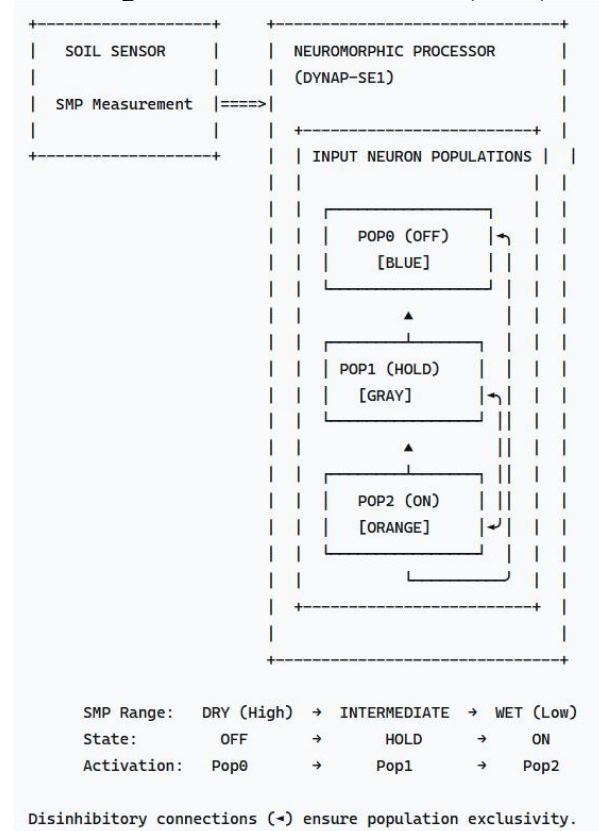 SOIL SENSOR
SMP Measurement
NEUROMORPHIC PROCESSOR
(DYNAP-SE1)
INPUT NEURON POPULATIONS
POP0 (OFF)
[BLUE]
POP1 (HOLD)
[GRAY]
POP2 (ON)
[ORANGE]
SMP Range: DRY (High) → INTERMEDIATE → WET (Low)
State: OFF → HOLD → ON
Activation: Pop0 → Pop1 → Pop2
Disinhibitory connections (◄) ensure population exclusivity.